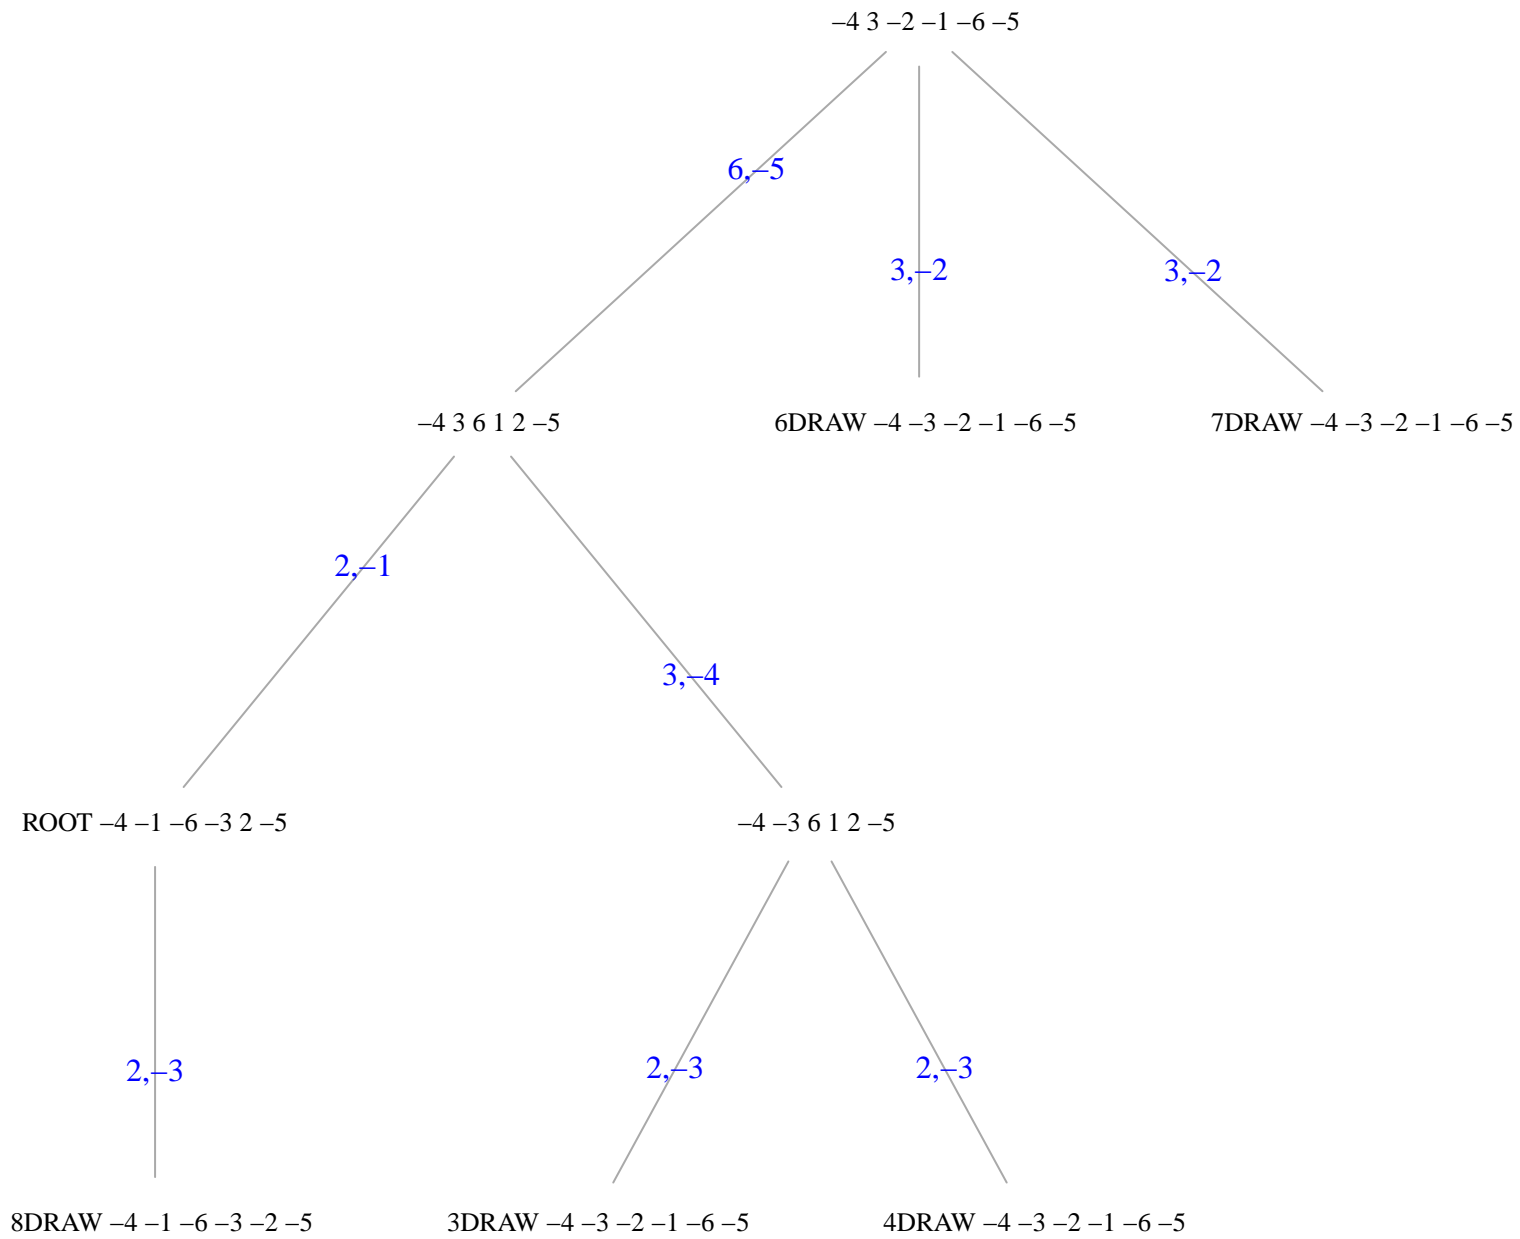 –4 3 –2 –1 –6 –5
6,–5
3,–2
3,–2
–4 3 6 1 2 –5
6DRAW –4 –3 –2 –1 –6 –5
7DRAW –4 –3 –2 –1 –6 –5
2,–1
3,–4
ROOT –4 –1 –6 –3 2 –5
–4 –3 6 1 2 –5
2,–3
2,–3
2,–3
8DRAW –4 –1 –6 –3 –2 –5
3DRAW –4 –3 –2 –1 –6 –5
4DRAW –4 –3 –2 –1 –6 –5